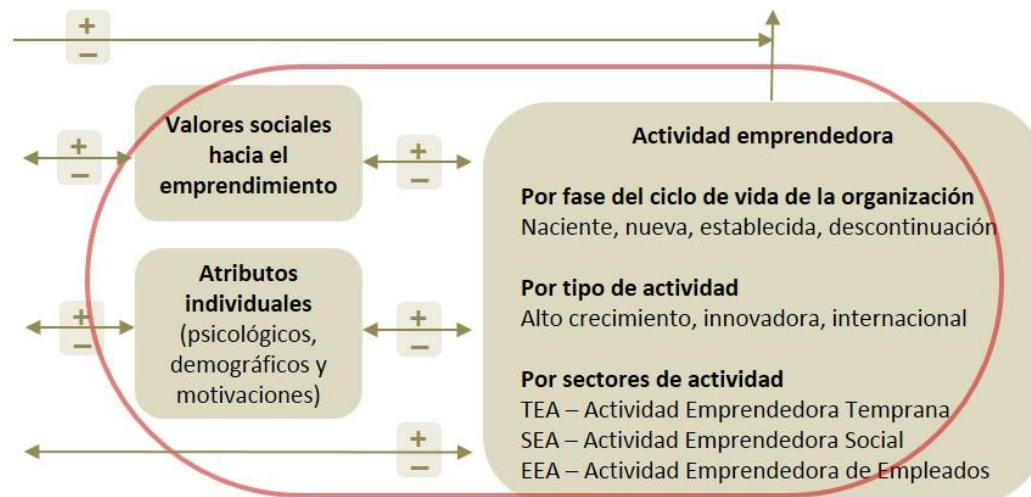 +
−
Valores sociales
hacia el
emprendimiento
+
−
+
−
Atributos
individuales
(psicológicos,
demográficos y
motivaciones)
+
−
+
−
+
−
Actividad emprendedora
Por fase del ciclo de vida de la organización
Naciente, nueva, establecida, descontinuación
Por tipo de actividad
Alto crecimiento, innovadora, internacional
Por sectores de actividad
TEA – Actividad Emprendedora Temprana
SEA – Actividad Emprendedora Social
EEA – Actividad Emprendedora de Empleados